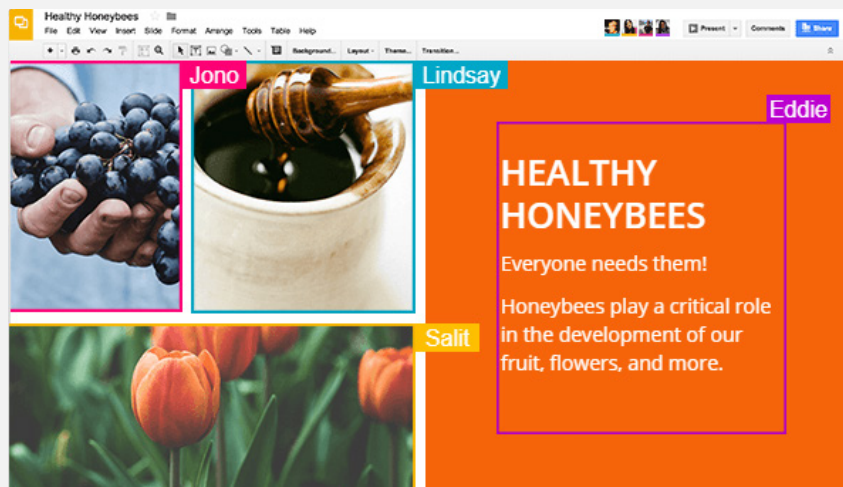 Healthy Honeybees
File Edit View Insert Slide Format Arrange Tools Table Help
Present
Comments
Share
Background...
Layout
Theme...
Transition...
Jono
Lindsay
Eddie
HEALTHY
HONEYBEES
Everyone needs them!
Honeybees play a critical role
in the development of our
fruit, flowers, and more.
Salit